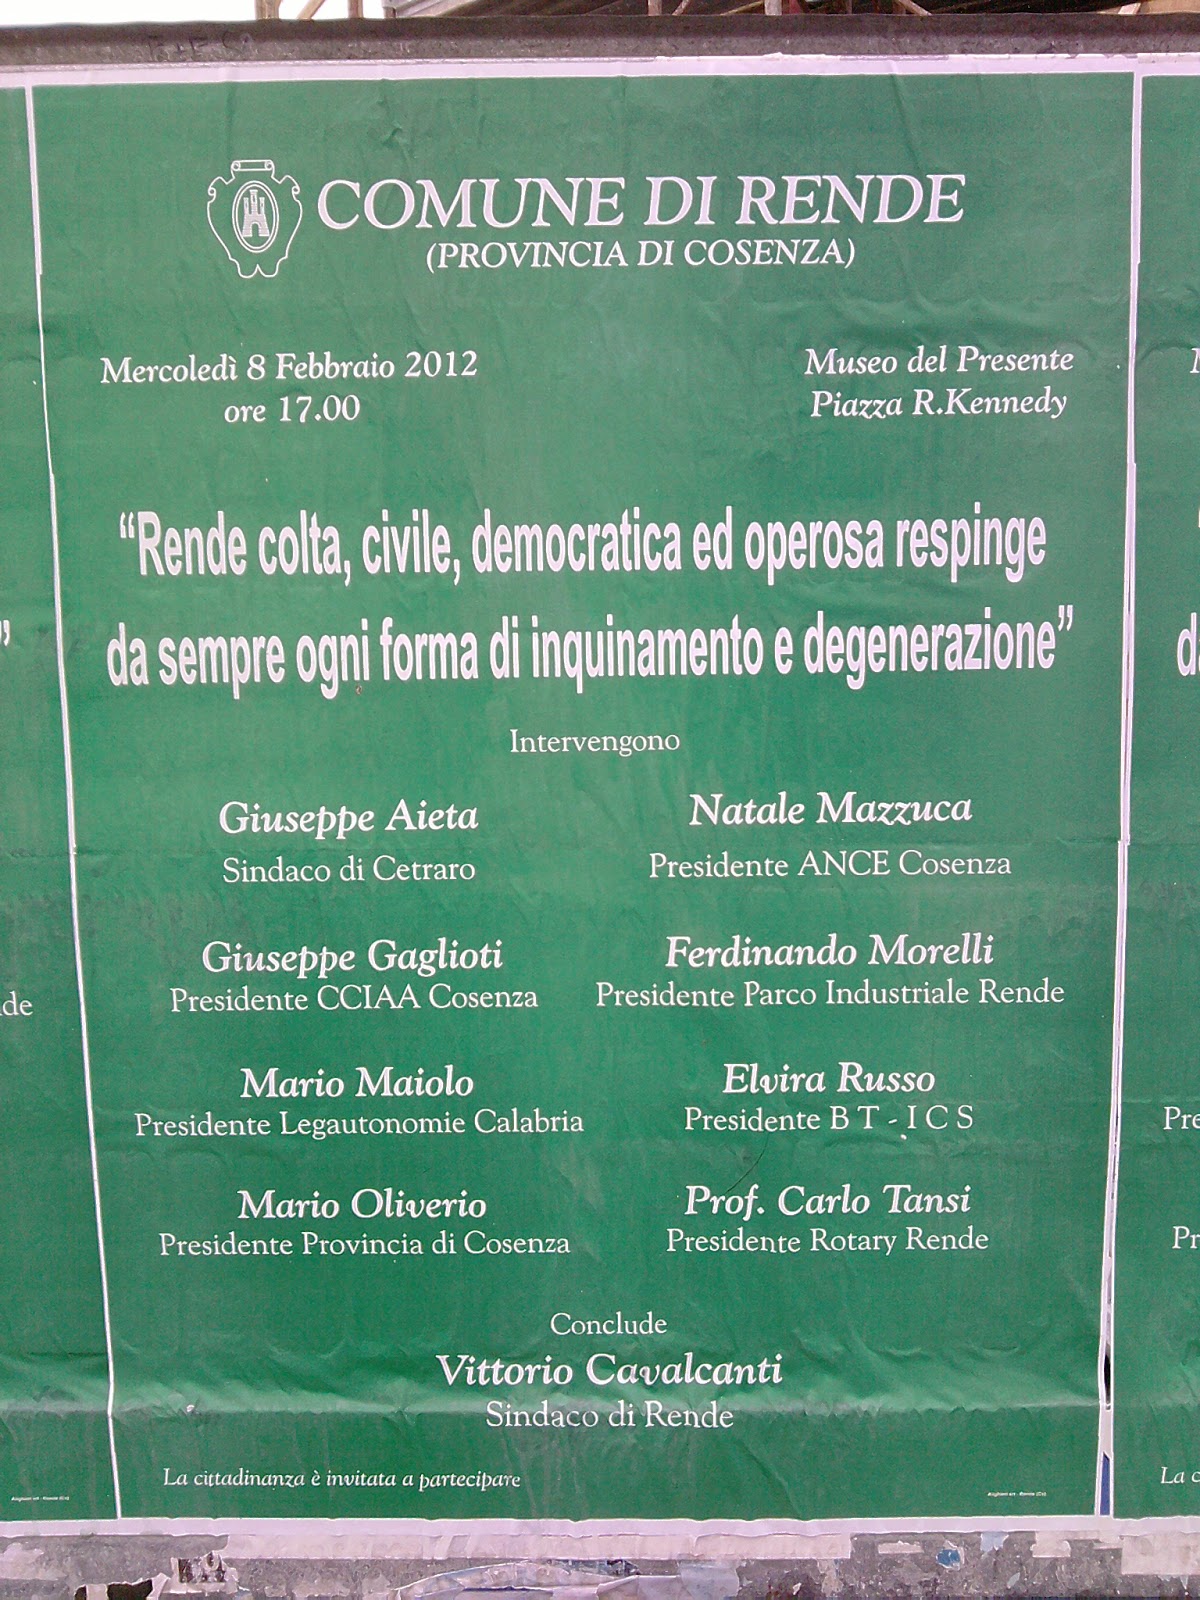 COMUNE DI RENDE
(PROVINCIA DI COSENZA)
Mercoledì 8 Febbraio 2012
ore 17.00
Museo del Presente
Piazza R.Kennedy
“Rende colta, civile, democratica ed operosa respinge
da sempre ogni forma di inquinamento e degenerazione”
Intervengono
Giuseppe Aieta
Sindaco di Cetraro
Natale Mazzuca
Presidente ANCE Cosenza
Giuseppe Gaglioti
Presidente CCIAA Cosenza
Ferdinando Morelli
Presidente Parco Industriale Rende
Mario Maiolo
Presidente Legautonomie Calabria
Elvira Russo
Presidente B T - I C S
Mario Oliverio
Presidente Provincia di Cosenza
Prof. Carlo Tansi
Presidente Rotary Rende
Conclude
Vittorio Cavalcanti
Sindaco di Rende
La cittadinanza è invitata a partecipare